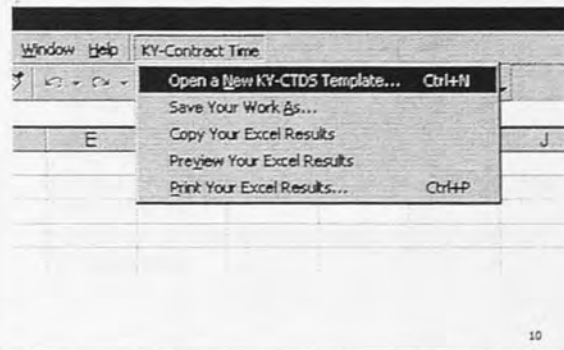 Window Help KY-Contract Time
Open a New KY-CTDS Template... Ctrl+N
Save Your Work As...
Copy Your Excel Results
Preview Your Excel Results
Print Your Excel Results... Ctrl+P
E J
10